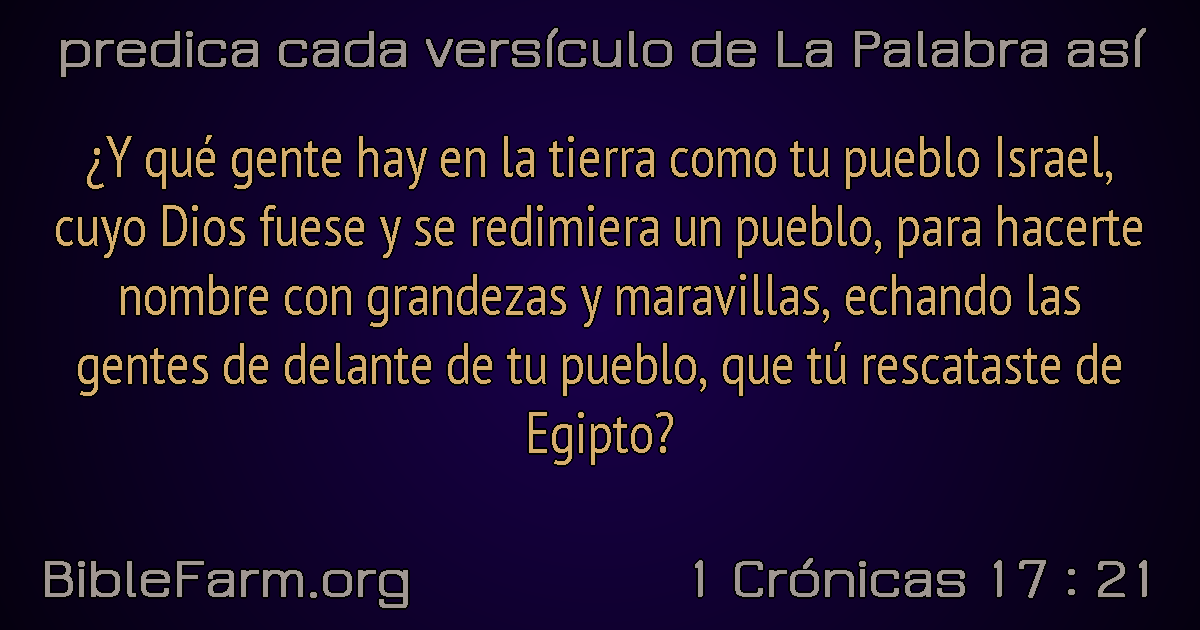 predica cada versículo de La Palabra así
¿Y qué gente hay en la tierra como tu pueblo Israel,
cuyo Dios fuese y se redimiera un pueblo, para hacerte
nombre con grandezas y maravillas, echando las
gentes de delante de tu pueblo, que tú rescataste de
Egipto?
BibleFarm.org
1 Crónicas 17 : 21